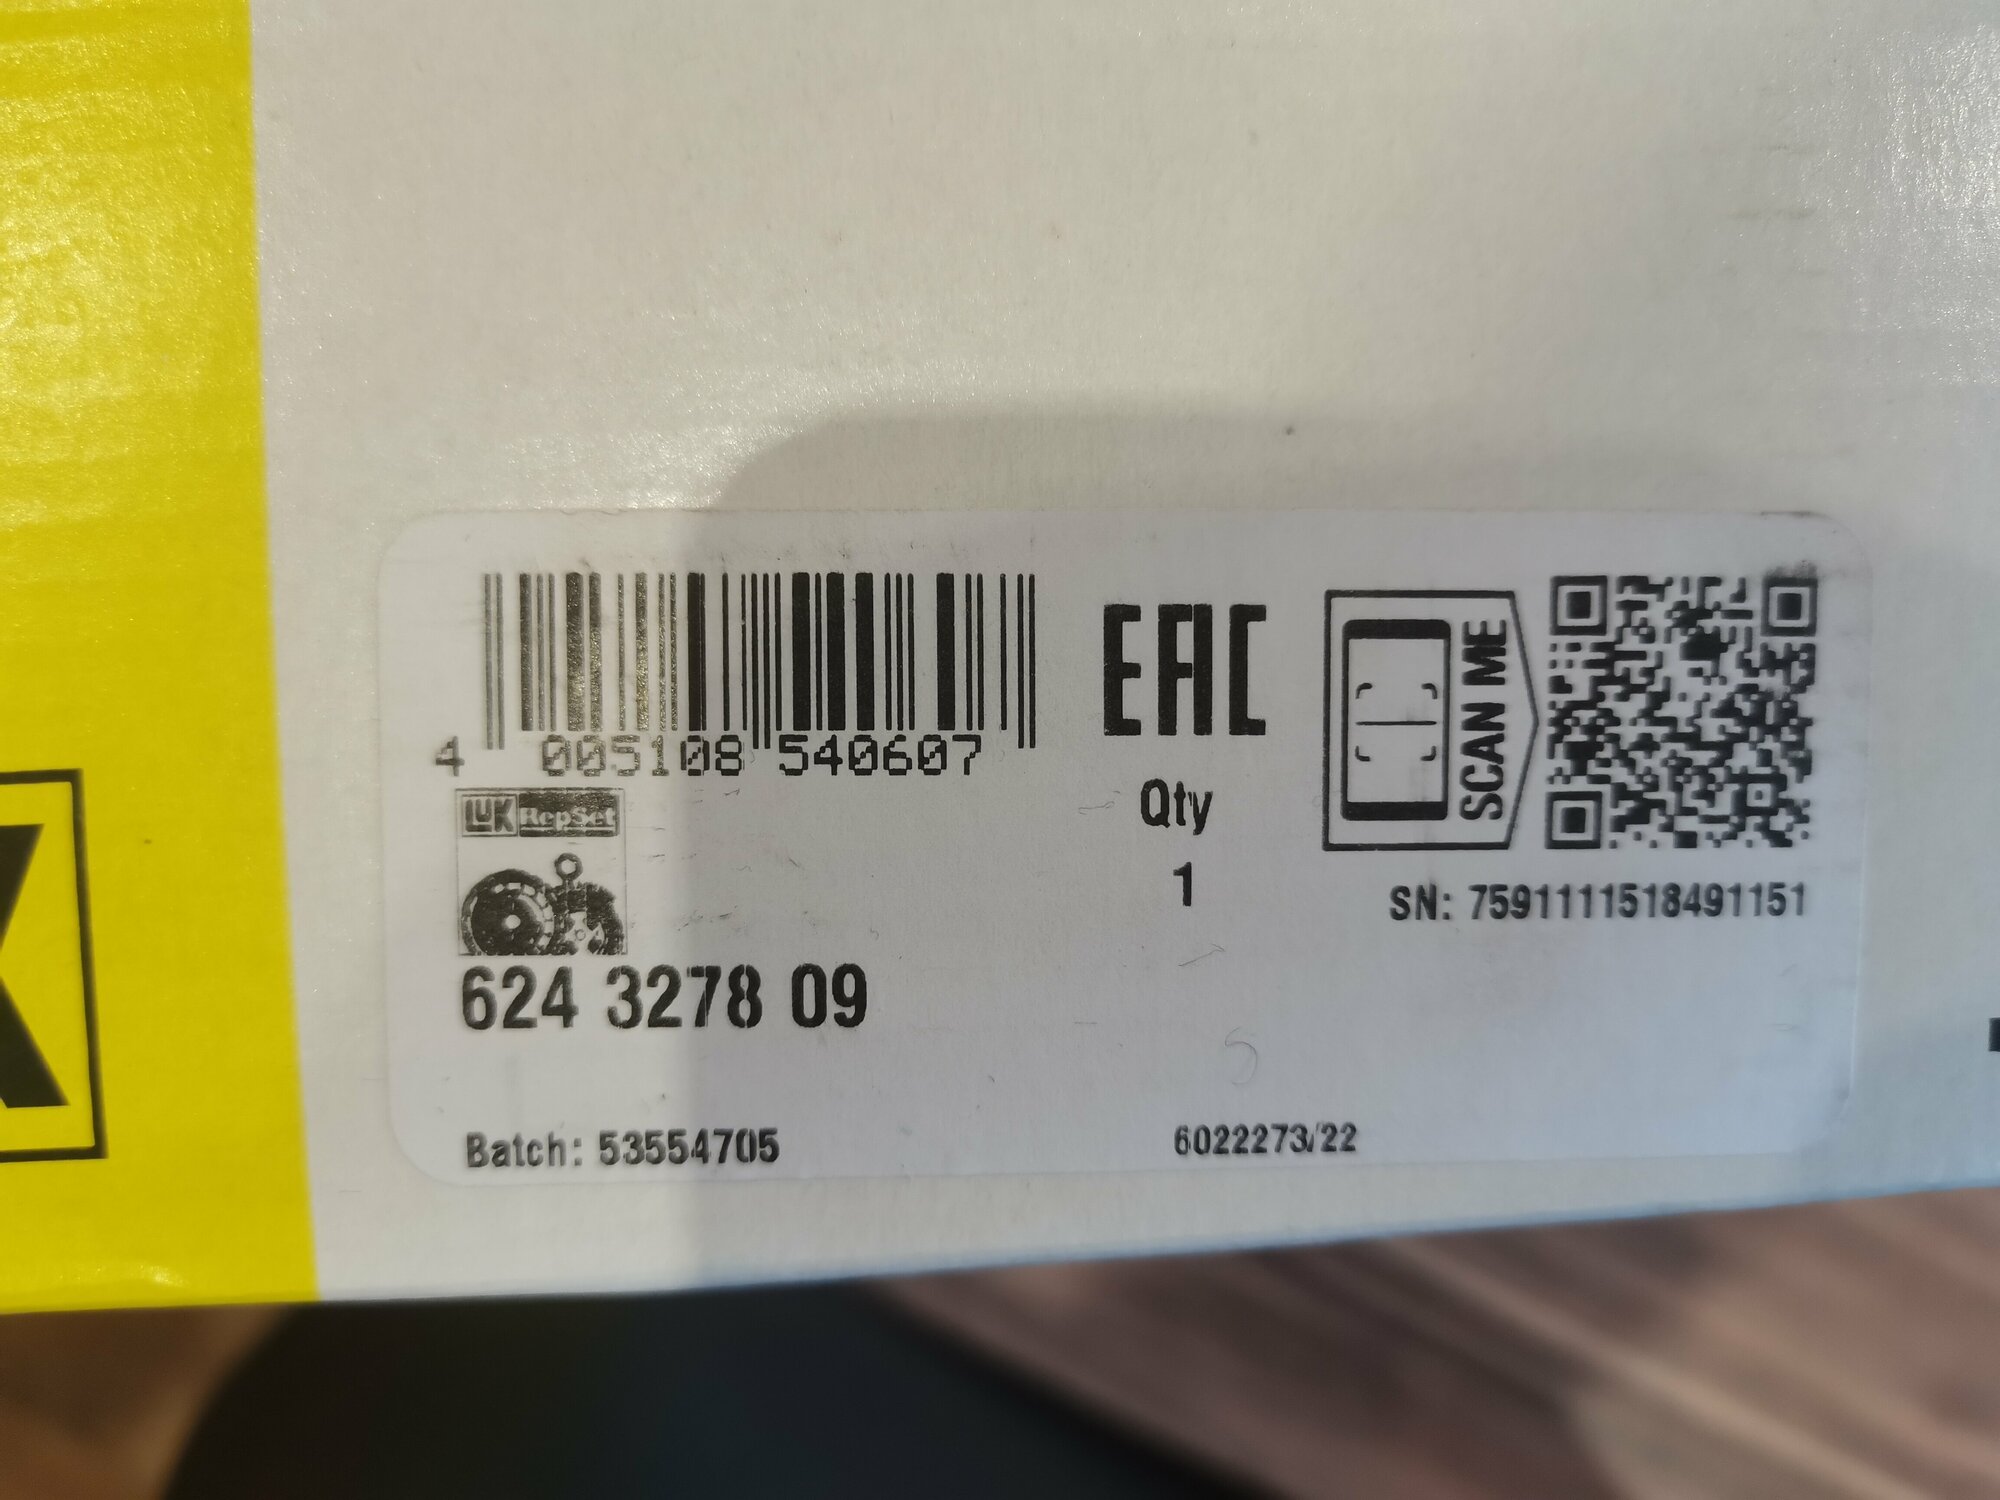 4 005108 540607
EAC
SCAN ME
LUK RepSet
Qty
1
SN: 7591111518491151
624 3278 09
Batch: 53554705
6022273/22